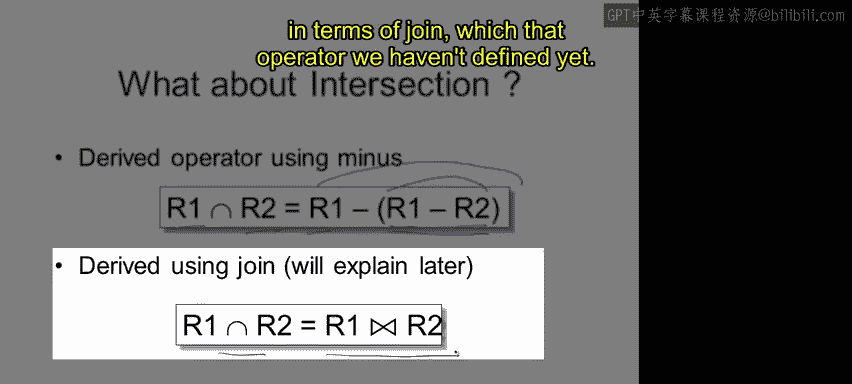 GPT中英字幕课程资源@bilibili.com
in terms of join, which that
operator we haven't defined yet.
What about Intersection ?
• Derived operator using minus
R1 ∩ R2 = R1 – (R1 – R2)
• Derived using join (will explain later)
R1 ∩ R2 = R1 ⋈ R2